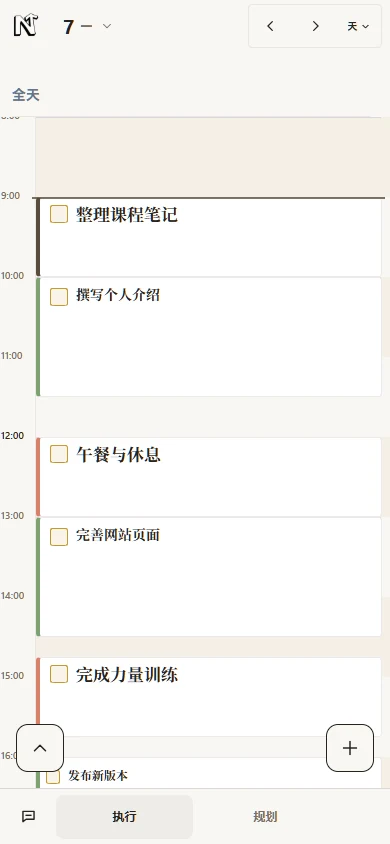 7 一
天
全天
8:00
9:00
整理课程笔记
10:00
撰写个人介绍
11:00
12:00
午餐与休息
13:00
完善网站页面
14:00
15:00
完成力量训练
16:0
发布新版本
执行
规划